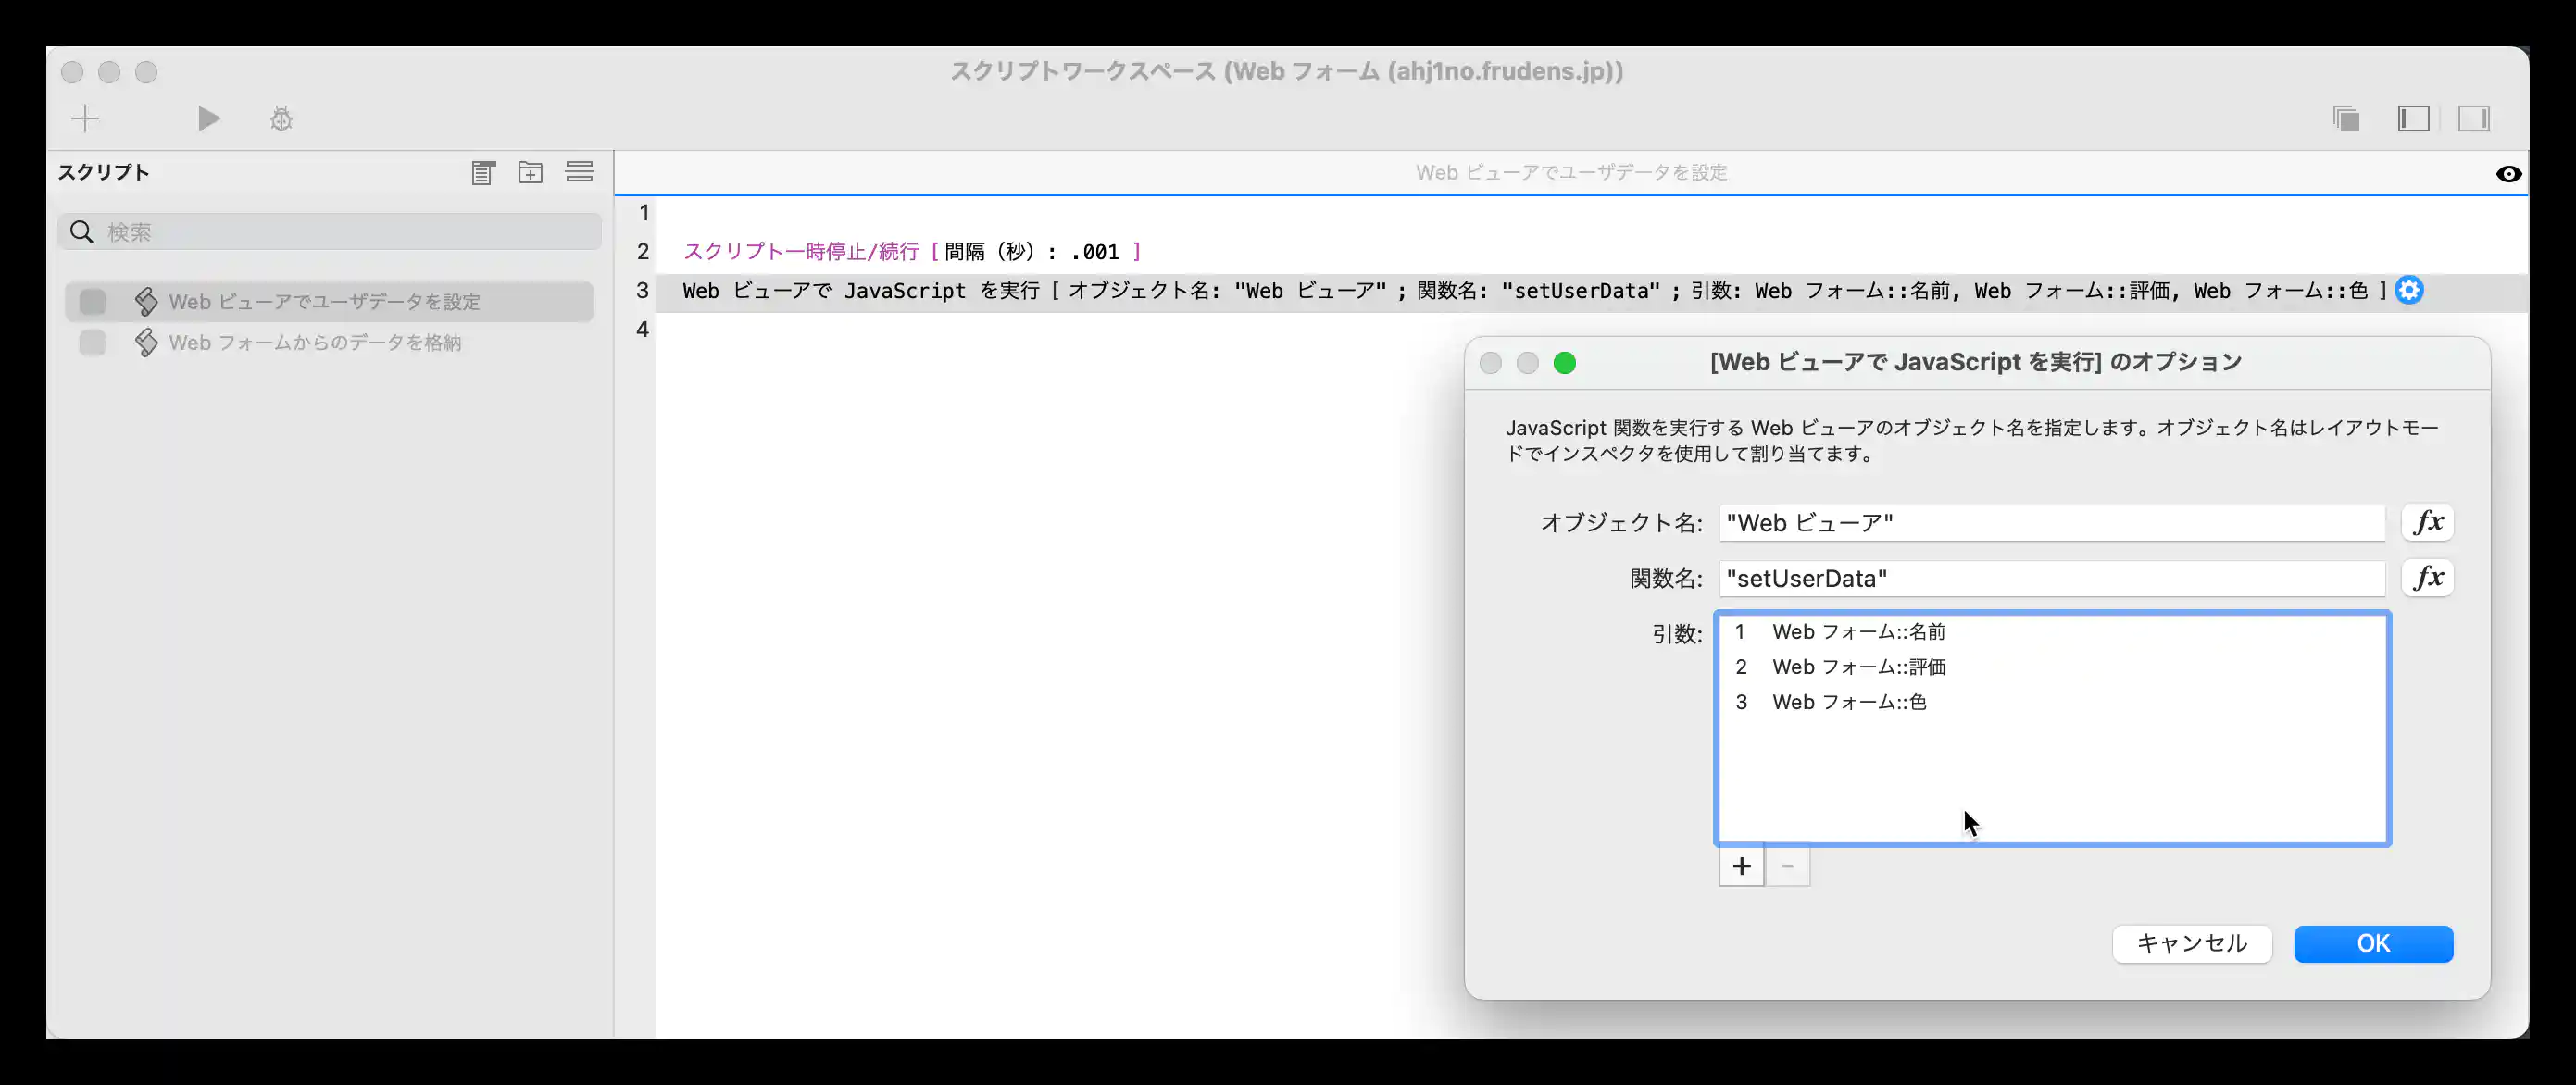 スクリプトワークスペース (Web フォーム (ahj1no.frudens.jp))
スクリプト
Web ビューアでユーザデータを設定
検索
Web ビューアでユーザデータを設定
Web フォームからのデータを格納
1
2 スクリプト一時停止/続行 [ 間隔（秒）: .001 ]
3 Web ビューアで JavaScript を実行 [ オブジェクト名: "Web ビューア" ; 関数名: "setUserData" ; 引数: Web フォーム::名前, Web フォーム::評価, Web フォーム::色 ]
4
[Web ビューアで JavaScript を実行] のオプション
JavaScript 関数を実行する Web ビューアのオブジェクト名を指定します。オブジェクト名はレイアウトモー
ドでインスペクタを使用して割り当てます。
オブジェクト名: "Web ビューア" fx
関数名: "setUserData" fx
引数: 1 Web フォーム::名前
2 Web フォーム::評価
3 Web フォーム::色
+ -
キャンセル OK